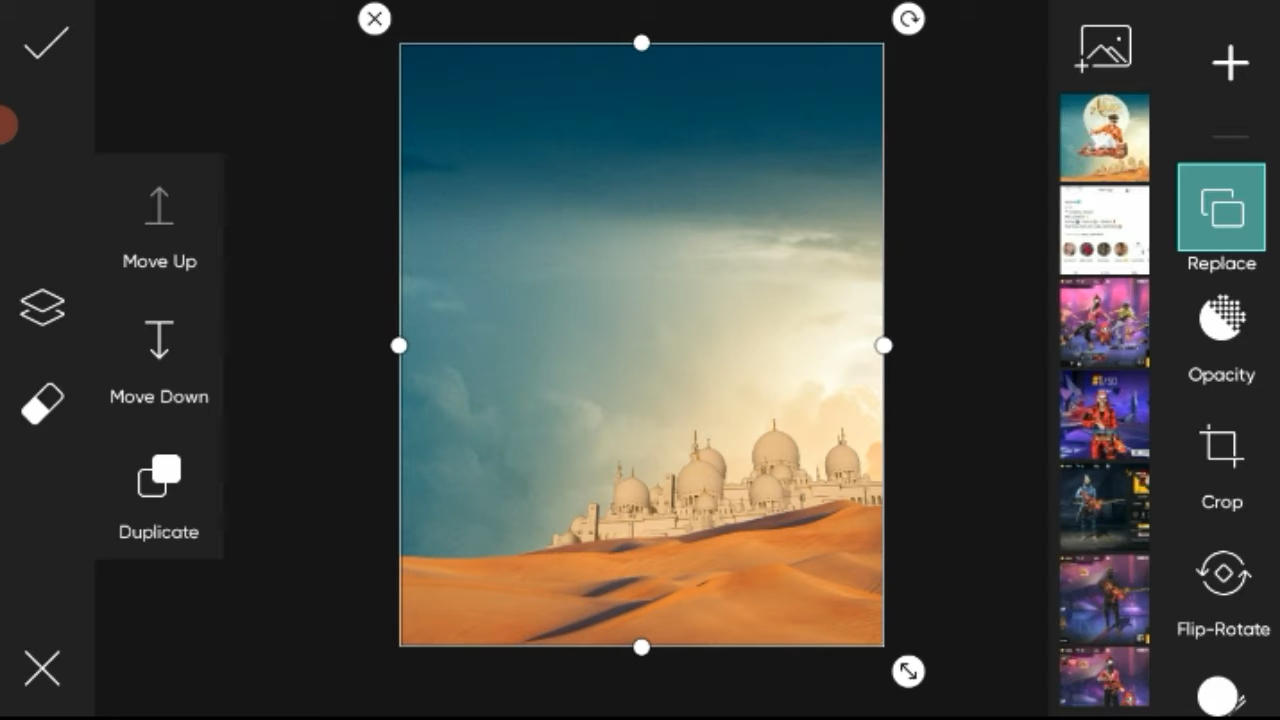 Move Up
Move Down
Duplicate
Replace
Opacity
Crop
Flip-Rotate